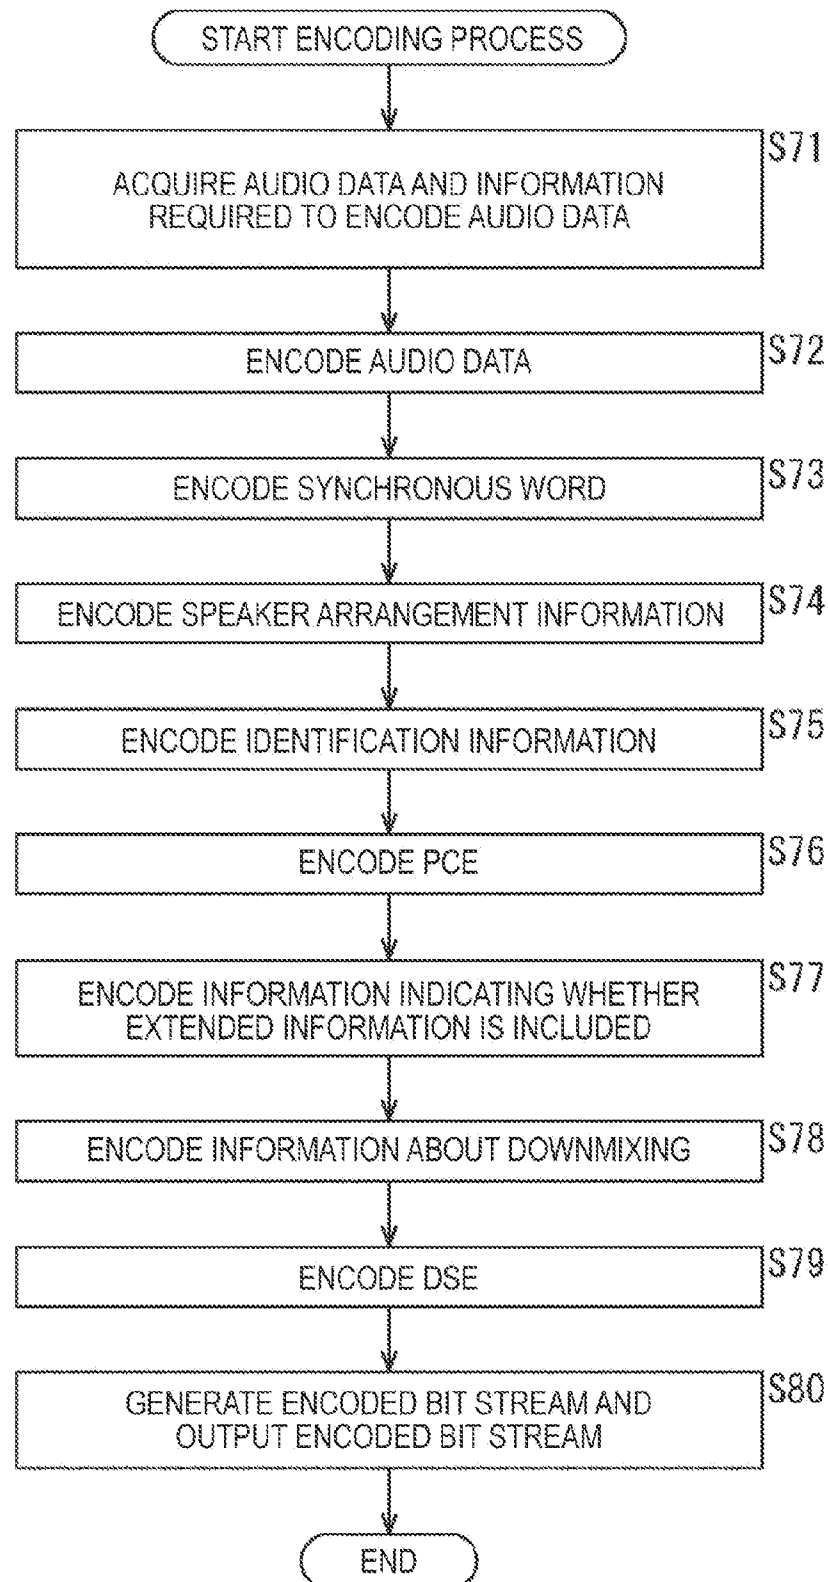 START ENCODING PROCESS
S71
ACQUIRE AUDIO DATA AND INFORMATION
REQUIRED TO ENCODE AUDIO DATA
S72
ENCODE AUDIO DATA
S73
ENCODE SYNCHRONOUS WORD
S74
ENCODE SPEAKER ARRANGEMENT INFORMATION
S75
ENCODE IDENTIFICATION INFORMATION
S76
ENCODE PCE
S77
ENCODE INFORMATION INDICATING WHETHER
EXTENDED INFORMATION IS INCLUDED
S78
ENCODE INFORMATION ABOUT DOWNMIXING
S79
ENCODE DSE
S80
GENERATE ENCODED BIT STREAM AND
OUTPUT ENCODED BIT STREAM
END